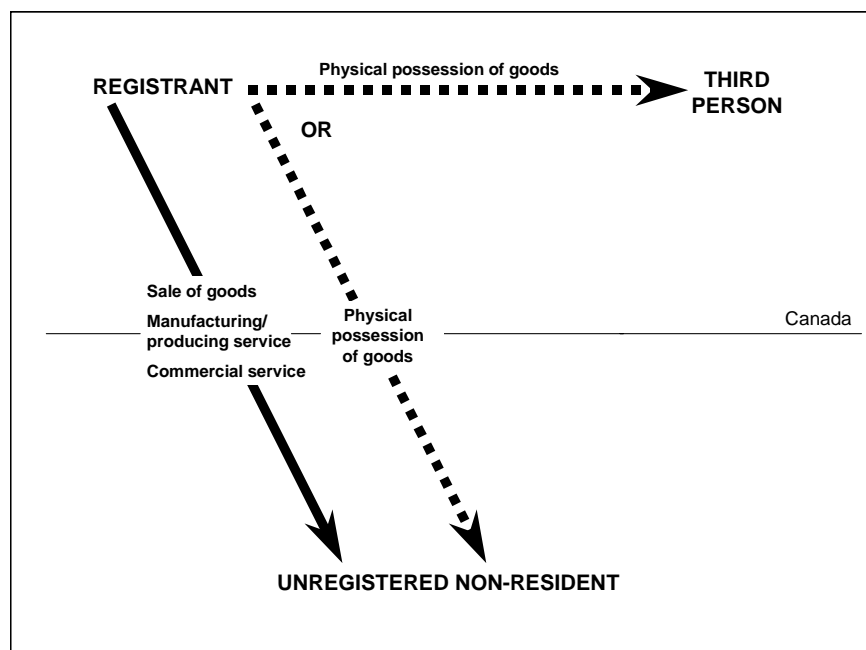 Physical possession of goods
REGISTRANT
THIRD
PERSON
OR
Sale of goods
Manufacturing/
producing service
Commercial service
Physical
possession
of goods
Canada
UNREGISTERED NON-RESIDENT